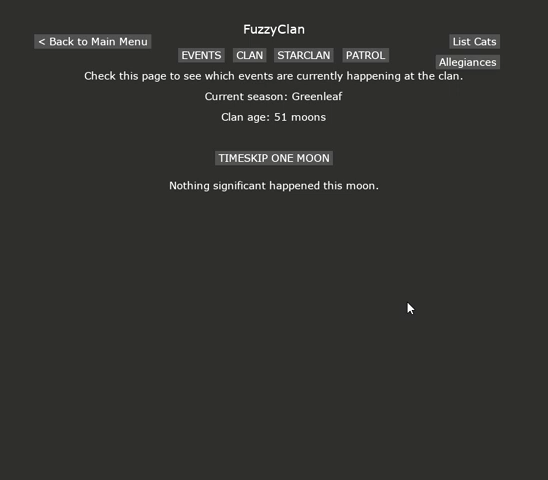 FuzzyClan
< Back to Main Menu
List Cats
EVENTS CLAN STARCLAN PATROL
Allegiances
Check this page to see which events are currently happening at the clan.
Current season: Greenleaf
Clan age: 51 moons
TIMESKIP ONE MOON
Nothing significant happened this moon.